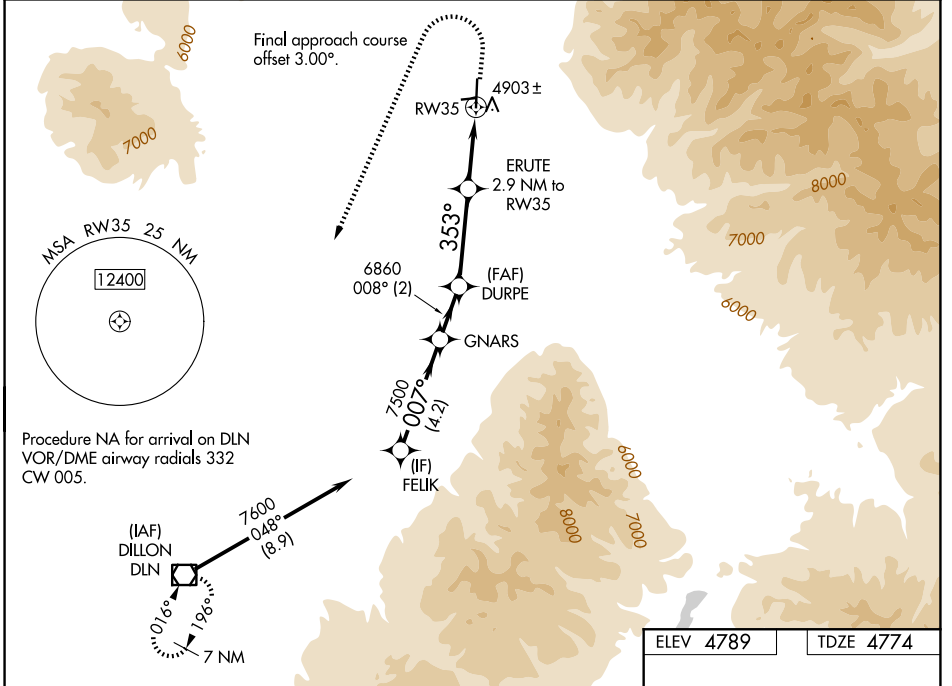 6000
7000
Final approach course
offset 3.00°.
4903±
RW35
ERUTE
2.9 NM to
RW35
8000
7000
6000
MSA RW35 25 NM
12400
353°
6860
008° (2)
(FAF)
DURPE
GNARS
7500
007°
(4.2)
Procedure NA for arrival on DLN
VOR/DME airway radials 332
CW 005.
(IF)
FELIK
6000
8000
7000
7600
048°
(8.9)
(IAF)
DILLON
DLN
016°
196°
7 NM
ELEV 4789
TDZE 4774